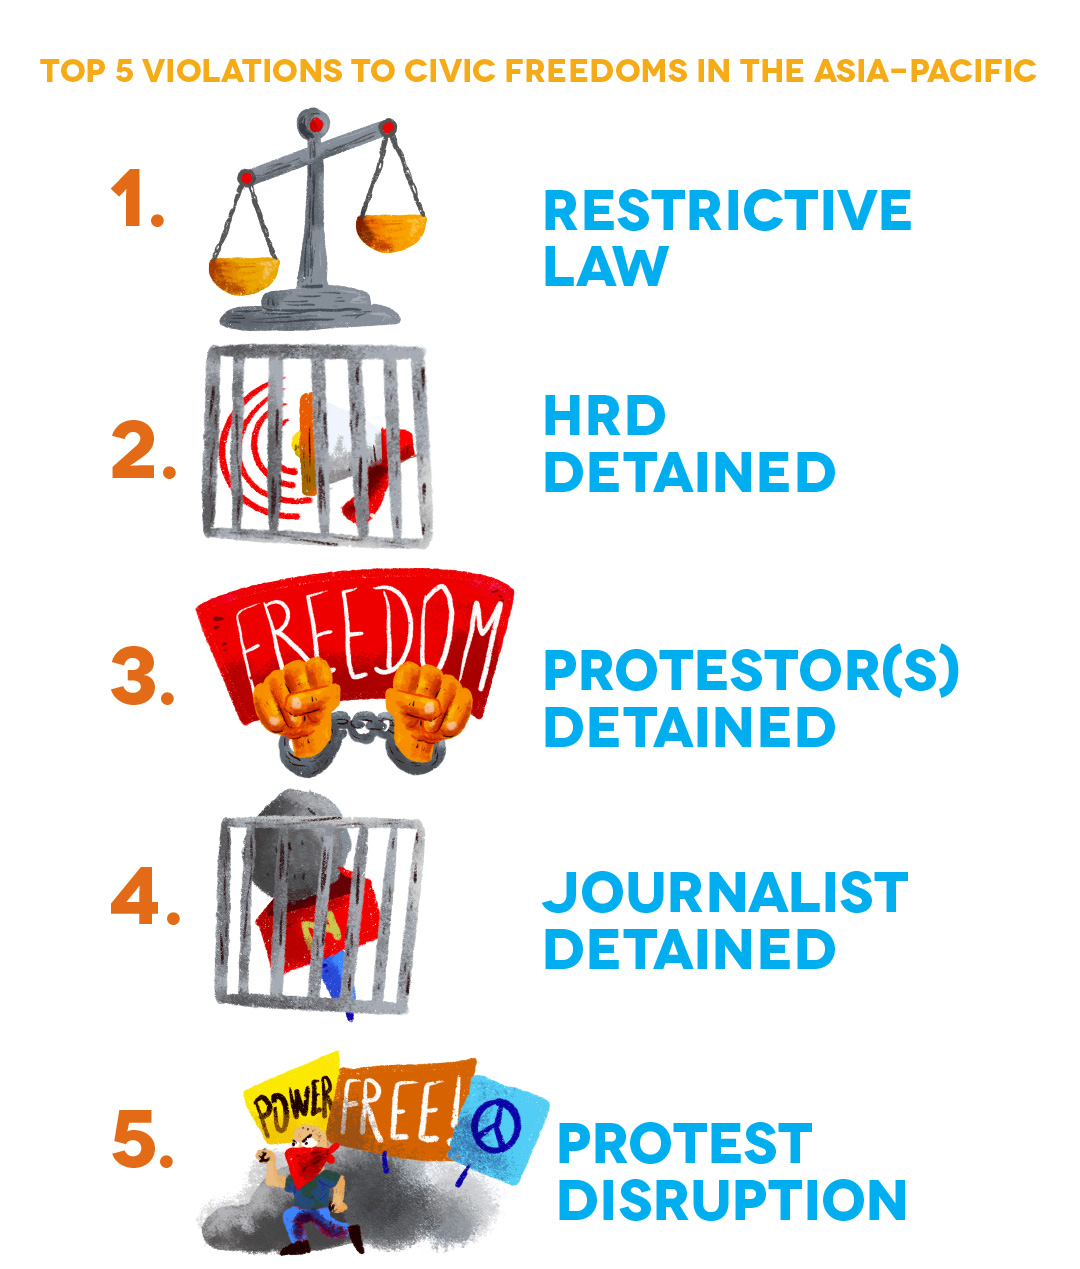 TOP 5 VIOLATIONS TO CIVIC FREEDOMS IN THE ASIA-PACIFIC
1.
RESTRICTIVE
LAW
2.
HRD
DETAINED
3.
FREEDOM
PROTESTOR(S)
DETAINED
4.
N
JOURNALIST
DETAINED
5.
POWER
FREE!
PROTEST
DISRUPTION